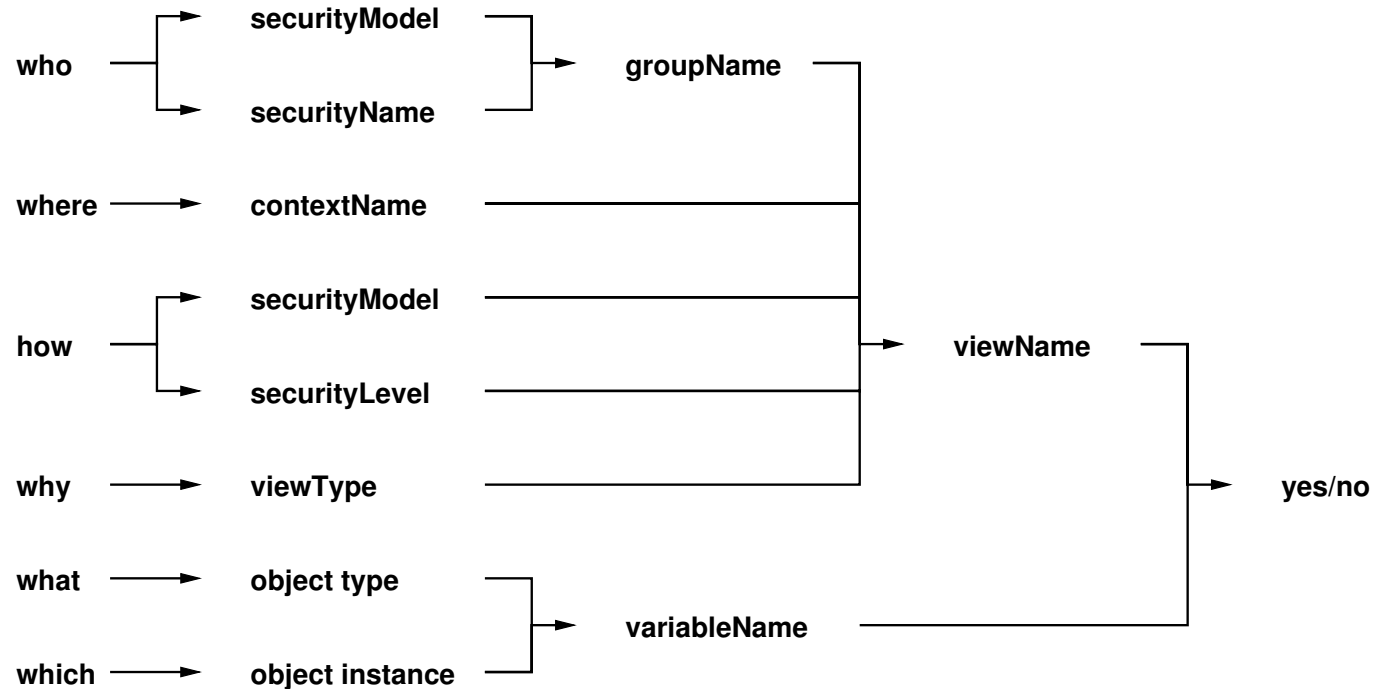 securityModel
who
groupName
securityName
where
contextName
securityModel
how
viewName
securityLevel
why
viewType
yes/no
what
object type
variableName
which
object instance